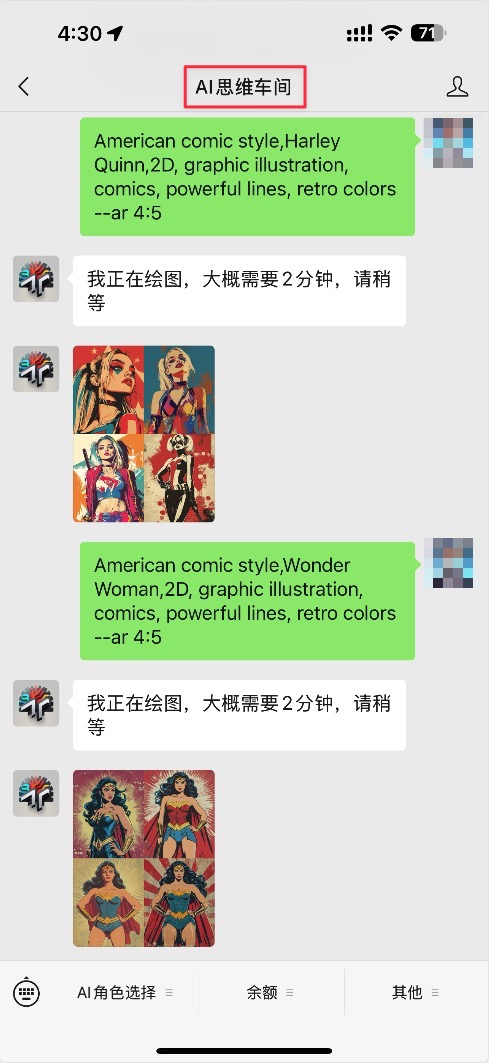 4:30
71
AI思维车间
American comic style,Harley
Quinn,2D, graphic illustration,
comics, powerful lines, retro colors
--ar 4:5
我正在绘图，大概需要2分钟，请稍
等
American comic style,Wonder
Woman,2D, graphic illustration,
comics, powerful lines, retro colors
--ar 4:5
我正在绘图，大概需要2分钟，请稍
等
AI角色选择
余额
其他